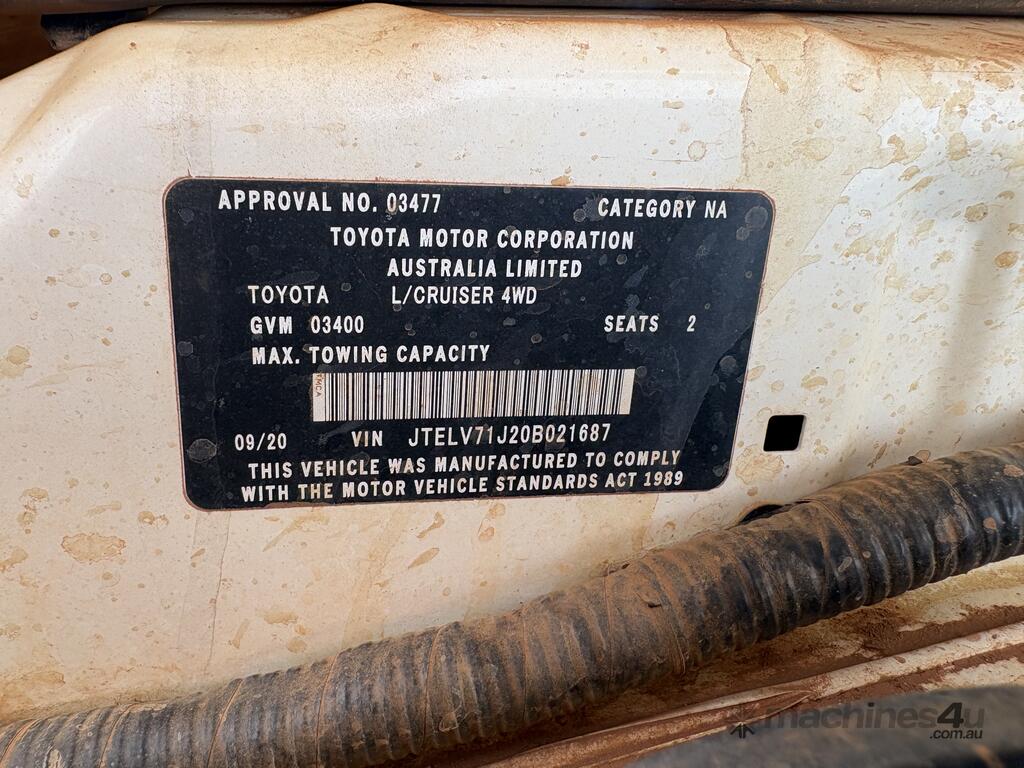 APPROVAL NO. 03477 CATEGORY NA
TOYOTA MOTOR CORPORATION
AUSTRALIA LIMITED
TOYOTA L/CRUISER 4WD
GVM 03400 SEATS 2
MAX. TOWING CAPACITY
TMCA
09/20 VIN JTELV71J20B021687
THIS VEHICLE WAS MANUFACTURED TO COMPLY
WITH THE MOTOR VEHICLE STANDARDS ACT 1989
machines4u
.com.au